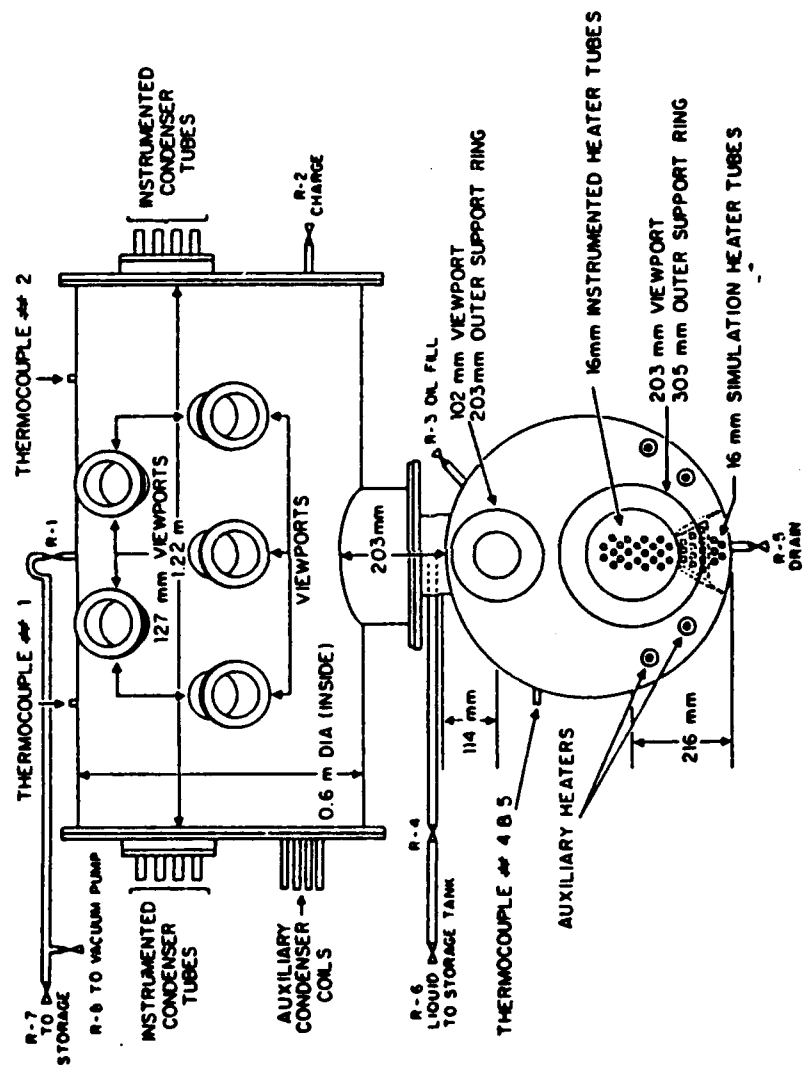 R-7
TO
STORAGE
R-8 TO VACUUM PUMP
THERMOCOUPLE # 1
R-1
THERMOCOUPLE # 2
INSTRUMENTED
CONDENSER
TUBES
INSTRUMENTED
CONDENSER
TUBES
R-2
CHARGE
127 mm VIEWPORTS
1.22 m
VIEWPORTS
0.6 m DIA (INSIDE)
AUXILIARY
CONDENSER
COILS
203mm
R-3 OIL FILL
102 mm VIEWPORT
203mm OUTER SUPPORT RING
R-4
R-6
LIQUID
TO STORAGE TANK
114 mm
THERMOCOUPLE # 4 & 5
16mm INSTRUMENTED HEATER TUBES
203 mm VIEWPORT
305 mm OUTER SUPPORT RING
16 mm SIMULATION HEATER TUBES
216 mm
AUXILIARY HEATERS
R-5
DRAIN